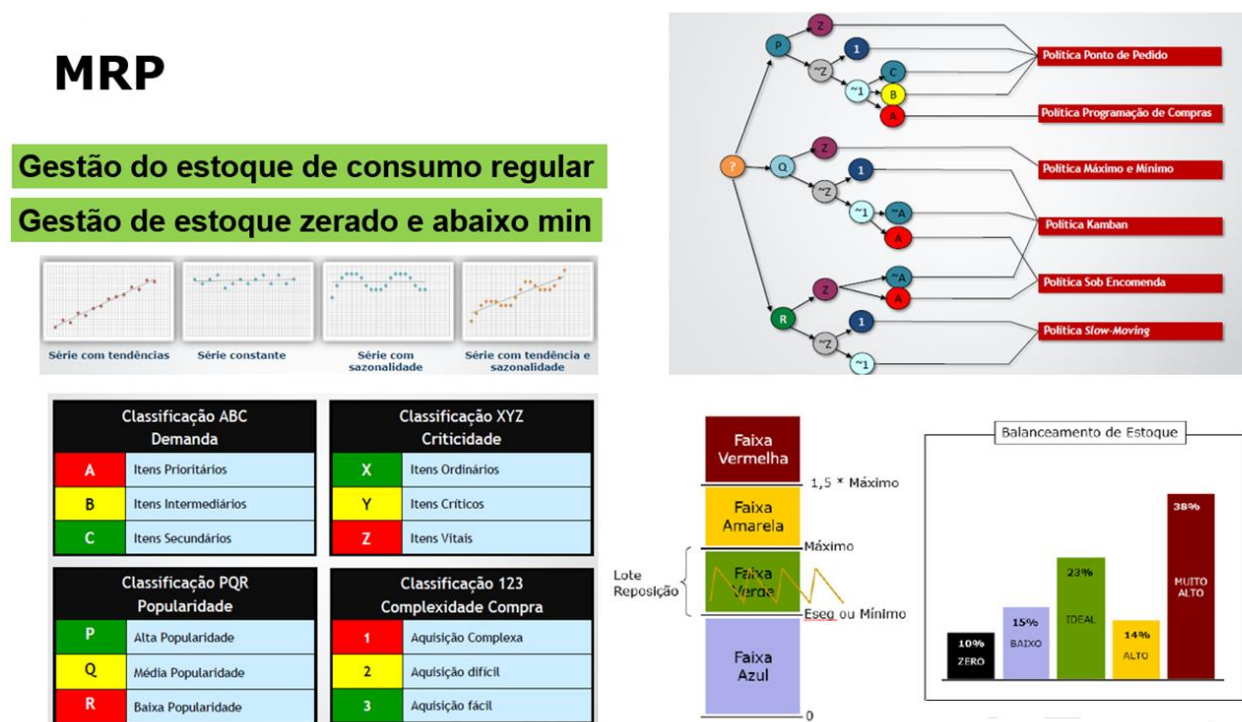 MRP
Gestão do estoque de consumo regular
Gestão de estoque zerado e abaixo min
Série com tendências
Série constante
Série com
sazonalidade
Série com tendência e
sazonalidade
Classificação ABC
Demanda
A Itens Prioritários
B Itens Intermediários
C Itens Secundários
Classificação XYZ
Criticidade
X Itens Ordinários
Y Itens Críticos
Z Itens Vitais
Classificação PQR
Popularidade
P Alta Popularidade
Q Média Popularidade
R Baixa Popularidade
Classificação 123
Complexidade Compra
1 Aquisição Complexa
2 Aquisição difícil
3 Aquisição fácil
?
P
Z
~Z
1
~1
C
B
A
Q
Z
~Z
1
~1
~A
A
R
Z
~A
A
~Z
1
~1
Política Ponto de Pedido
Política Programação de Compras
Política Máximo e Mínimo
Política Kamban
Política Sob Encomenda
Política Slow-Moving
Faixa
Vermelha
1,5 * Máximo
Faixa
Amarela
Máximo
Lote
Reposição
Faixa
Verde
Eseg ou Mínimo
Faixa
Azul
0
Balanceamento de Estoque
10%
ZERO
15%
BAIXO
23%
IDEAL
14%
ALTO
38%
MUITO
ALTO